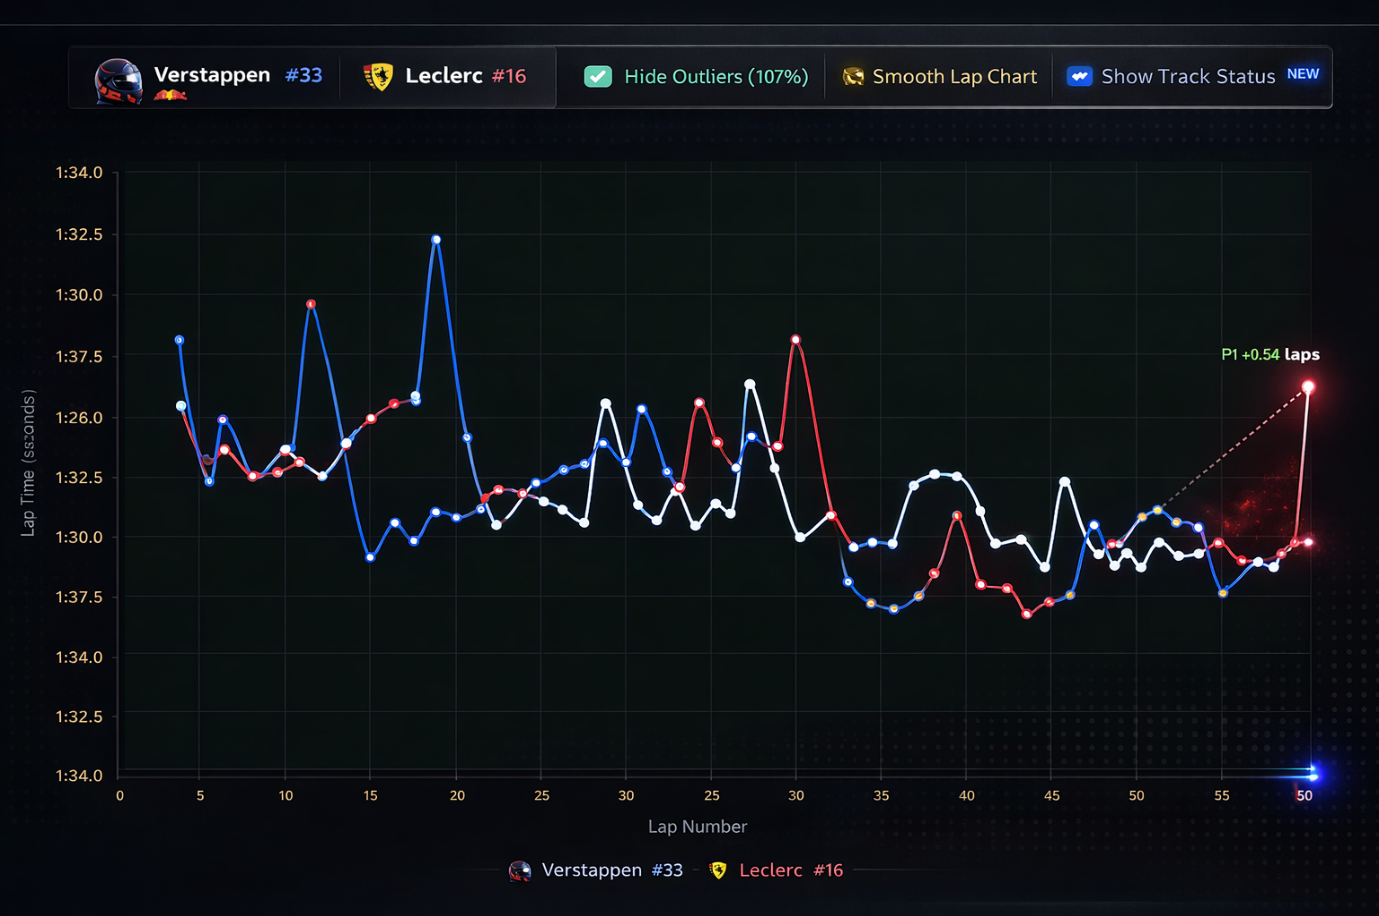 Verstappen #33 Leclerc #16 Hide Outliers (107%) Smooth Lap Chart Show Track Status NEW
1:34.0
1:32.5
1:30.0
P1 +0.54 laps
1:37.5
1:26.0
1:32.5
1:30.0
1:37.5
1:34.0
1:32.5
1:34.0
Lap Time (sszonds)
0 5 10 15 20 25 30 25 30 35 40 45 50 55 50
Lap Number
Verstappen #33 Leclerc #16